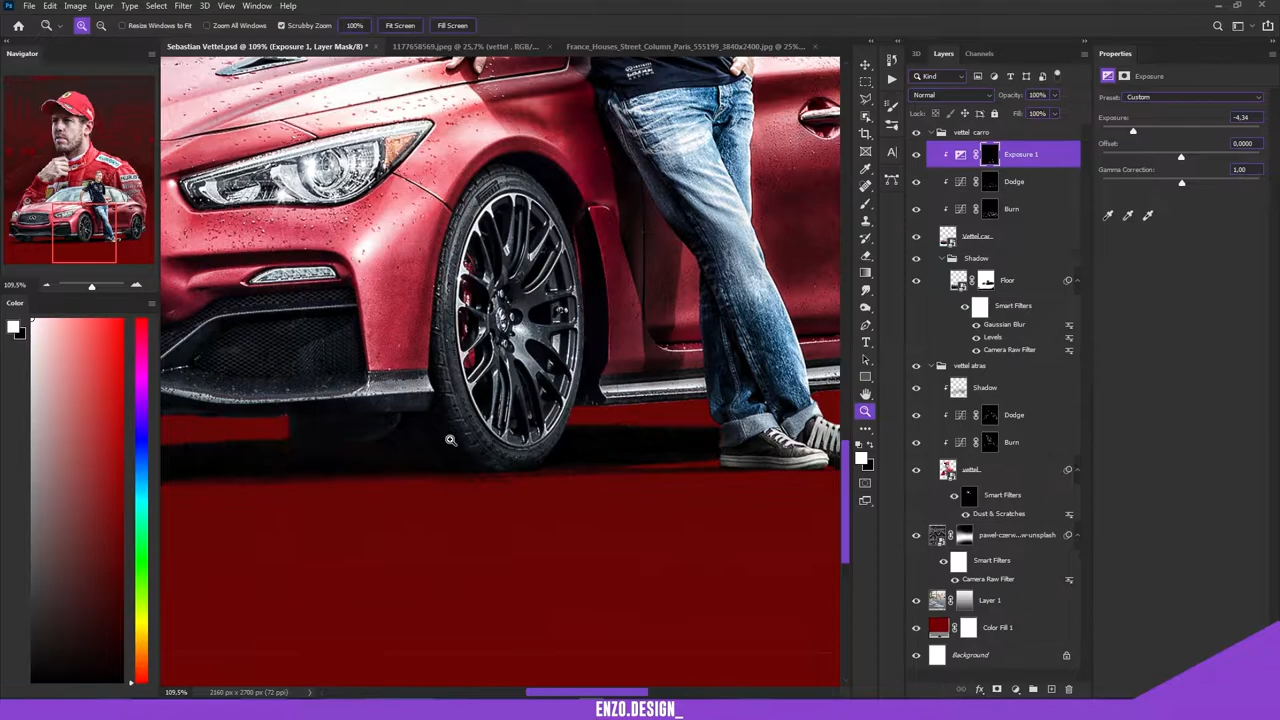 File Edit Image Layer Type Select Filter 3D View Window Help
Resize Windows to Fit Zoom All Windows Scrubby Zoom 100% Fit Screen Fill Screen
Navigator
Sebastian Vettel.psd @ 109% (Exposure 1, Layer Mask/8) *
1177658569.jpeg @ 25,7% (vettel , RGB/...
France_Houses_Street_Column_Paris_555199_3840x2400.jpg @ 25%...
3D Layers Channels
Properties
Kind
Exposure
Normal Opacity: 100%
Preset: Custom
Lock: Fill: 100%
Exposure: -4,34
vettel carro
Offset: 0,0000
Exposure 1
Gamma Correction: 1,00
Dodge
Burn
Vettel car
Shadow
Floor
109.5%
Smart Filters
Color
Gaussian Blur
Levels
Camera Raw Filter
vettel atras
Shadow
Dodge
Burn
vettel
Smart Filters
Dust & Scratches
pawel-czerw...w-unsplash
Smart Filters
Camera Raw Filter
Layer 1
Color Fill 1
Background
109,5% 2160 px x 2700 px (72 ppi)
ENZO.DESIGN_